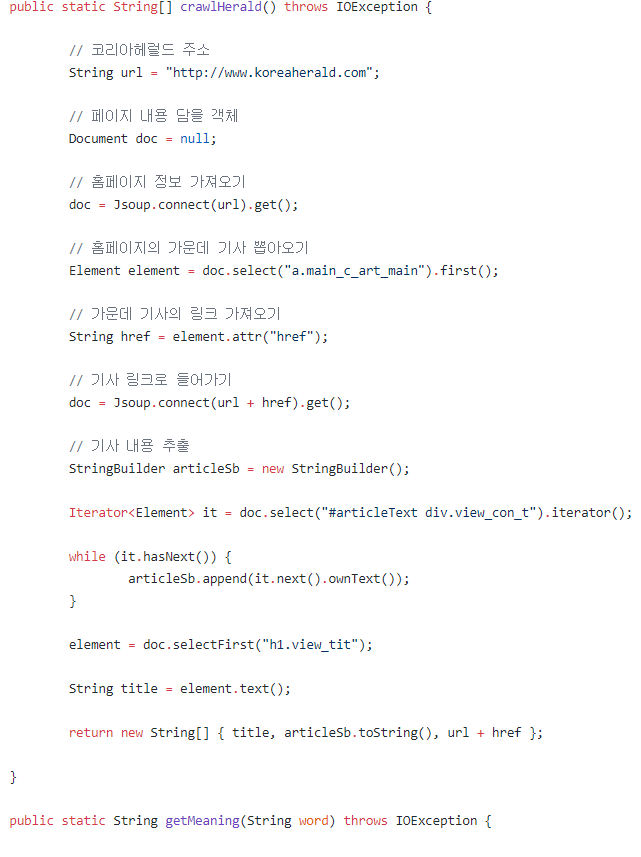 public static String[] crawlHerald() throws IOException {
// 코리아헤럴드 주소
String url = "http://www.koreaherald.com";
// 페이지 내용 담을 객체
Document doc = null;
// 홈페이지 정보 가져오기
doc = Jsoup.connect(url).get();
// 홈페이지의 가운데 기사 뽑아오기
Element element = doc.select("a.main_c_art_main").first();
// 가운데 기사의 링크 가져오기
String href = element.attr("href");
// 기사 링크로 들어가기
doc = Jsoup.connect(url + href).get();
// 기사 내용 추출
StringBuilder articleSb = new StringBuilder();
Iterator<Element> it = doc.select("#articleText div.view_con_t").iterator();
while (it.hasNext()) {
articleSb.append(it.next().ownText());
}
element = doc.selectFirst("h1.view_tit");
String title = element.text();
return new String[] { title, articleSb.toString(), url + href };
}
public static String getMeaning(String word) throws IOException {